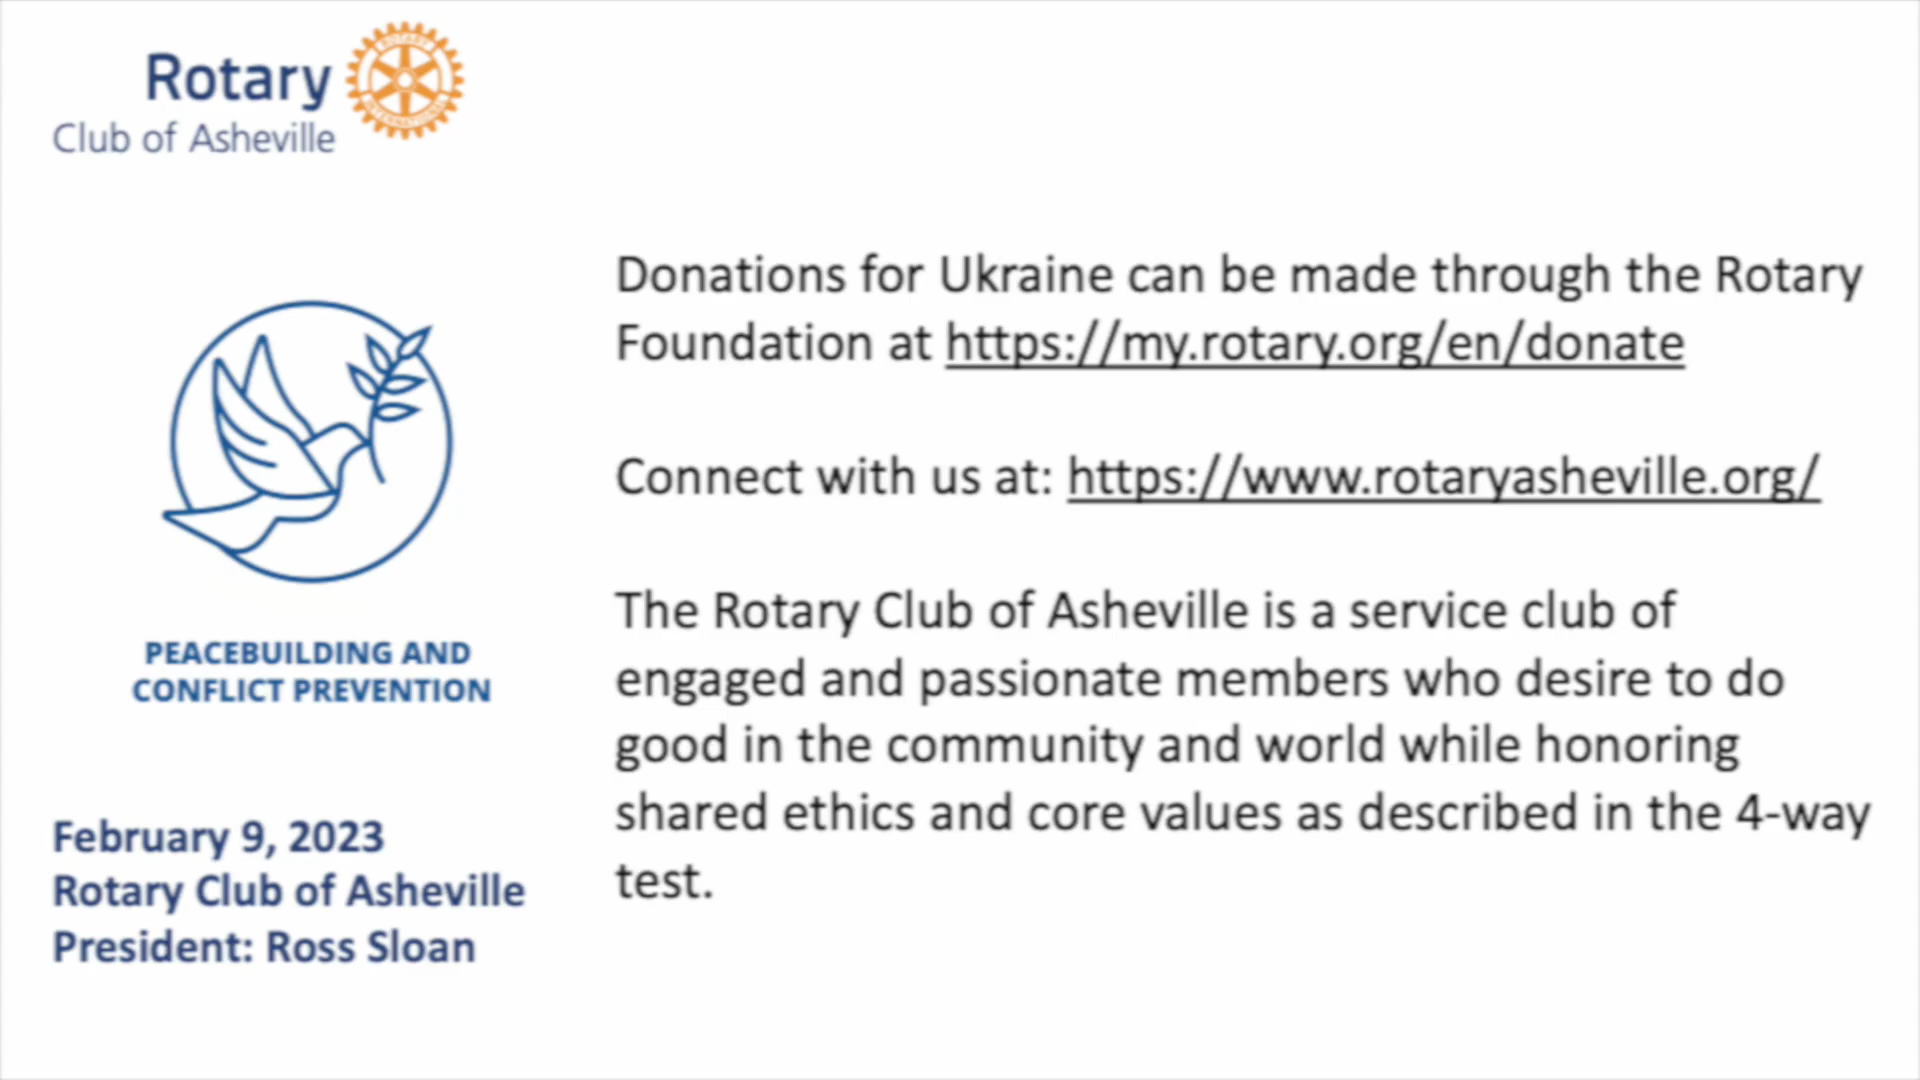 Rotary
Club of Asheville
ROTARY
INTERNATIONAL
Donations for Ukraine can be made through the Rotary
Foundation at https://my.rotary.org/en/donate
Connect with us at: https://www.rotaryasheville.org/
The Rotary Club of Asheville is a service club of
engaged and passionate members who desire to do
good in the community and world while honoring
shared ethics and core values as described in the 4-way
test.
PEACEBUILDING AND
CONFLICT PREVENTION
February 9, 2023
Rotary Club of Asheville
President: Ross Sloan